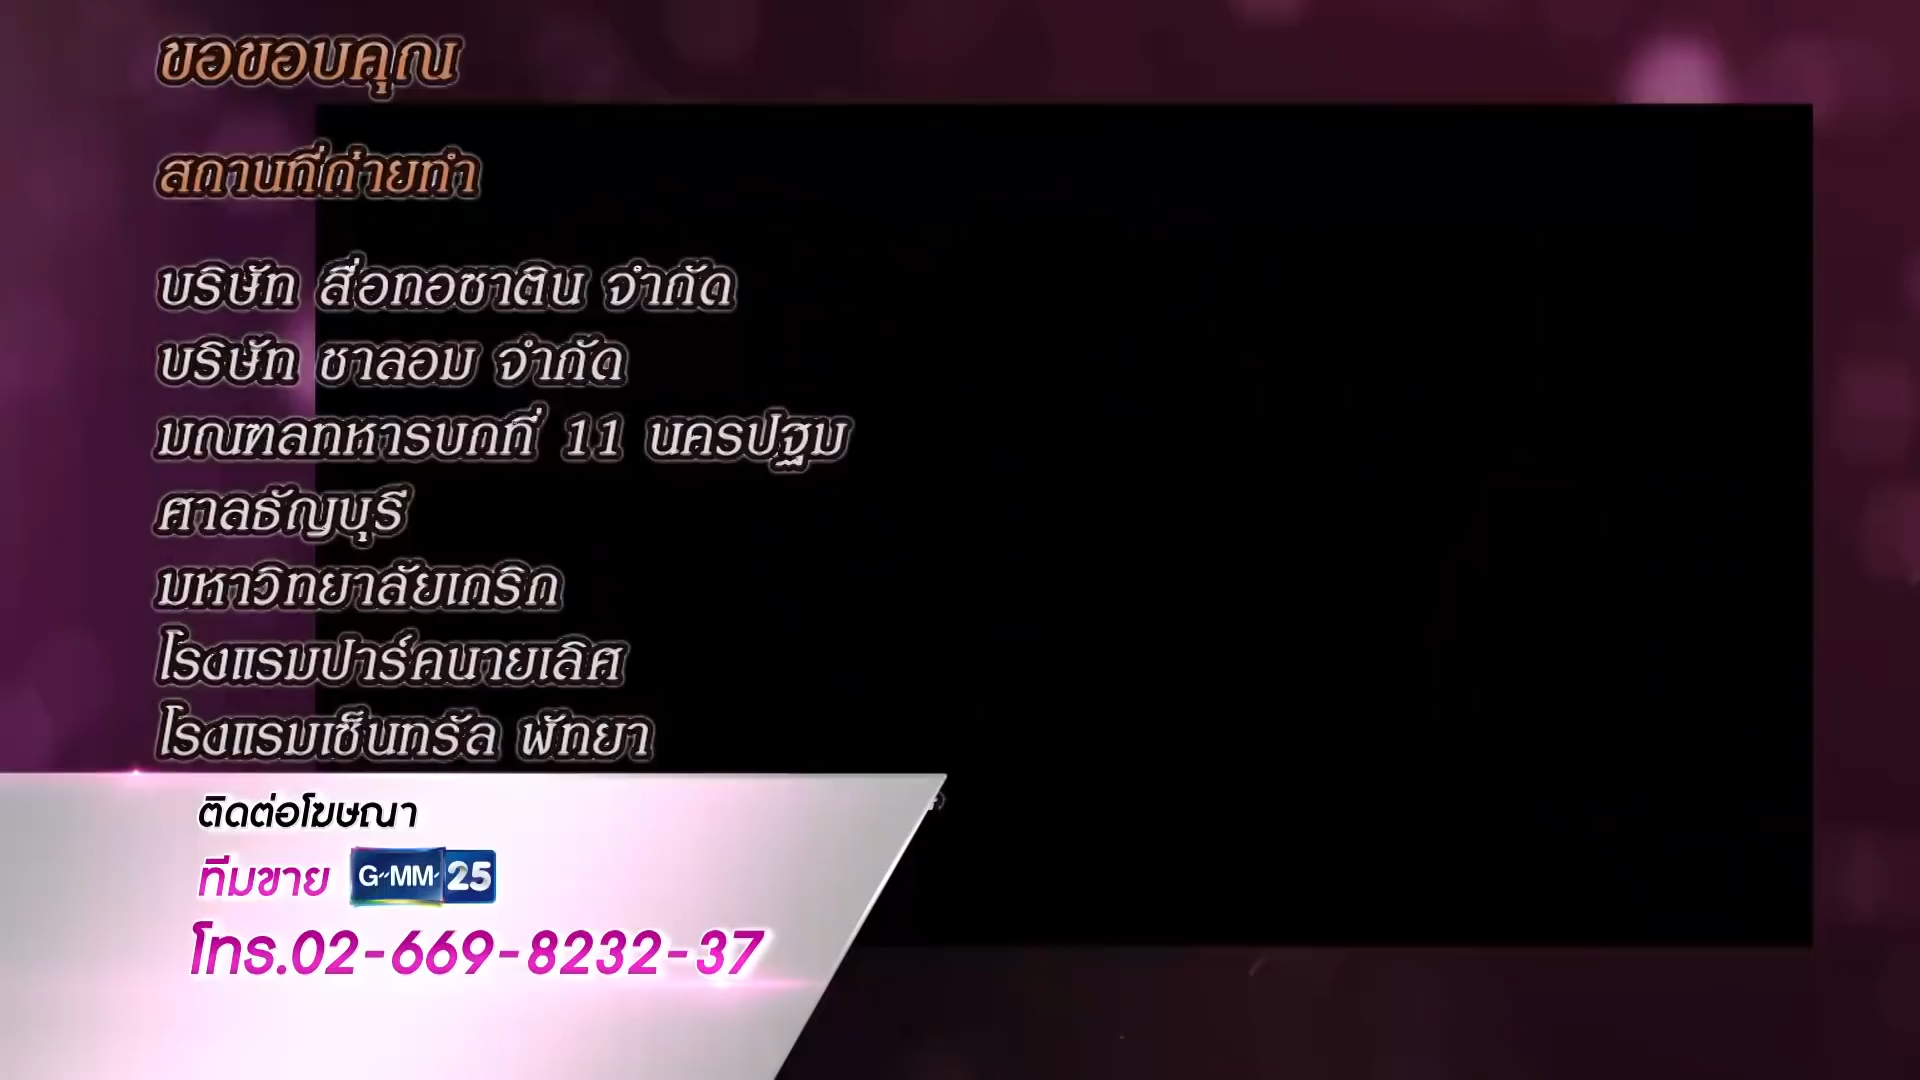 ขอขอบคุณ
สถานที่ถ่ายทำ
บริษัท สื่อทอซาติน จำกัด
บริษัท ชาลอม จำกัด
มณฑลทหารบกที่ 11 นครปฐม
ศาลธัญบุรี
มหาวิทยาลัยเกริก
โรงแรมปาร์คนายเลิศ
โรงแรมเซ็นทรัล พัทยา
ติดต่อโฆษณา
ทีมขาย GMM 25
โทร.02-669-8232-37